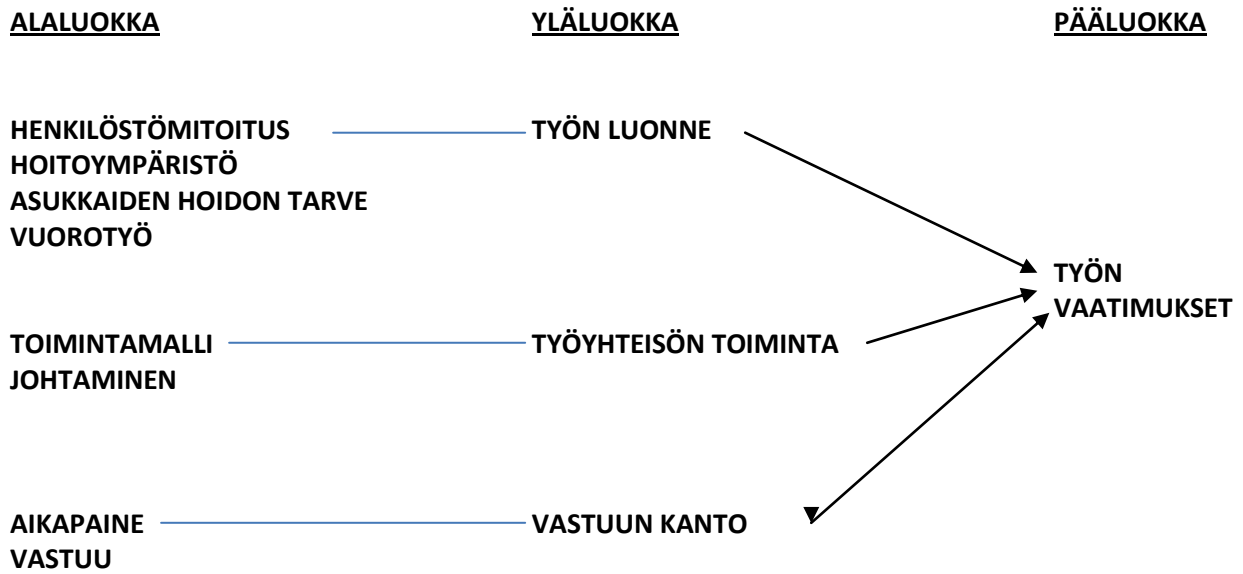 ALALUOKKA YLÄLUOKKA PÄÄLUOKKA
HENKILÖSTÖMITOITUS TYÖN LUONNE
HOITOYMPÄRISTÖ
ASUKKAIDEN HOIDON TARVE
VUOROTYÖ
TYÖN
VAATIMUKSET
TOIMINTAMALLI TYÖYHTEISÖN TOIMINTA
JOHTAMINEN
AIKAPAINE VASTUUN KANTO
VASTUU